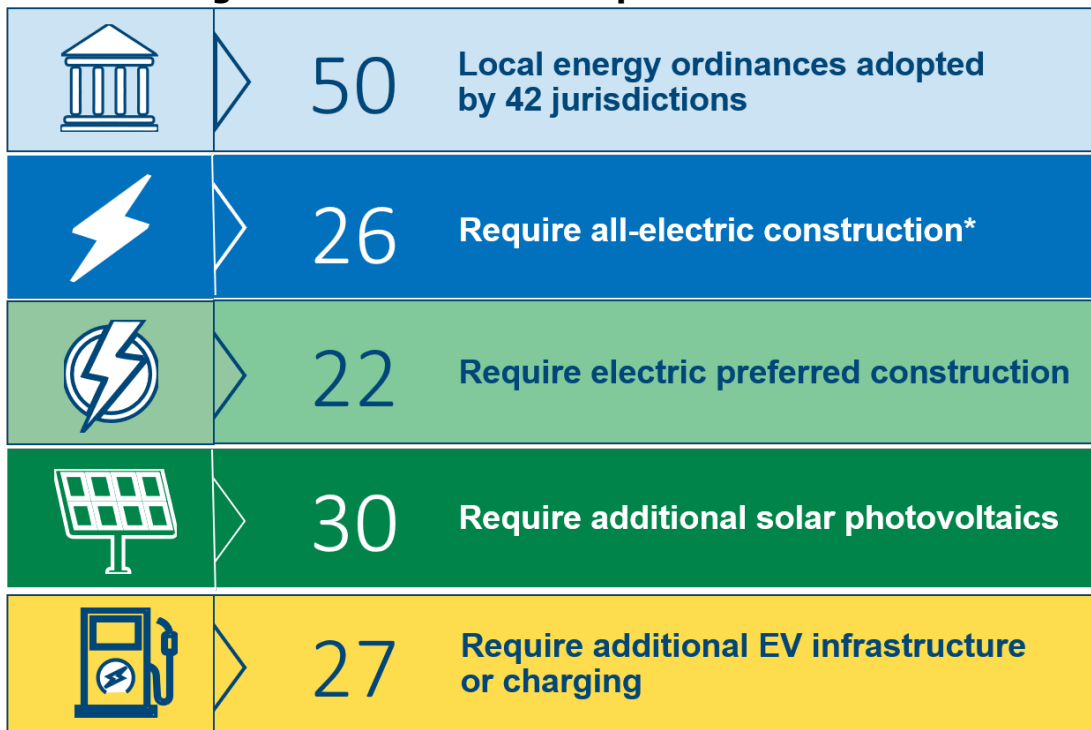 50
Local energy ordinances adopted
by 42 jurisdictions
26
Require all-electric construction*
22
Require electric preferred construction
30
Require additional solar photovoltaics
27
Require additional EV infrastructure
or charging